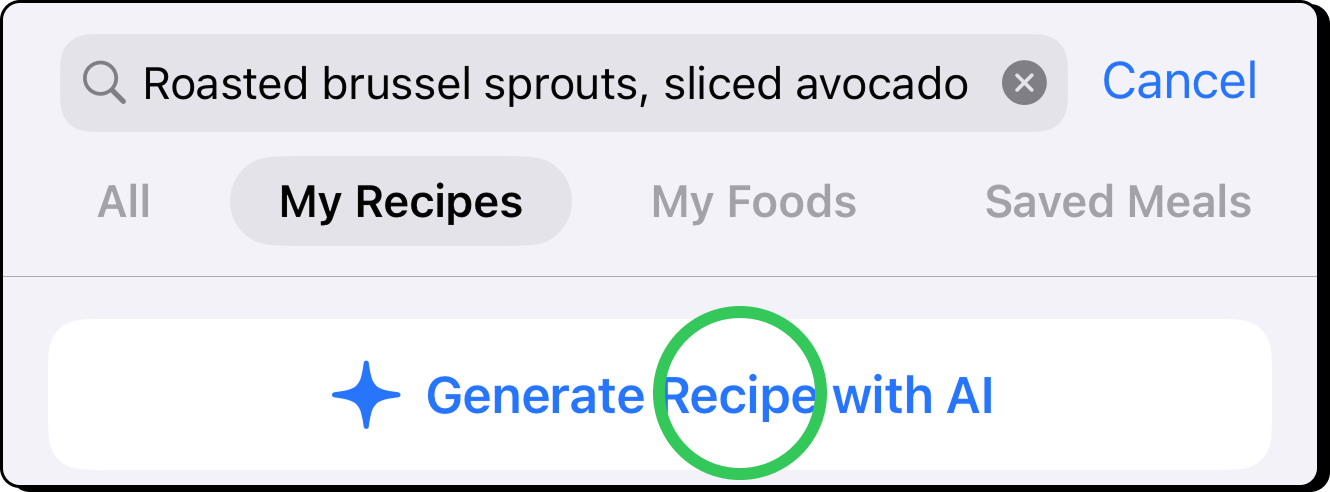 Roasted brussel sprouts, sliced avocado Cancel
All My Recipes My Foods Saved Meals
Generate Recipe with AI